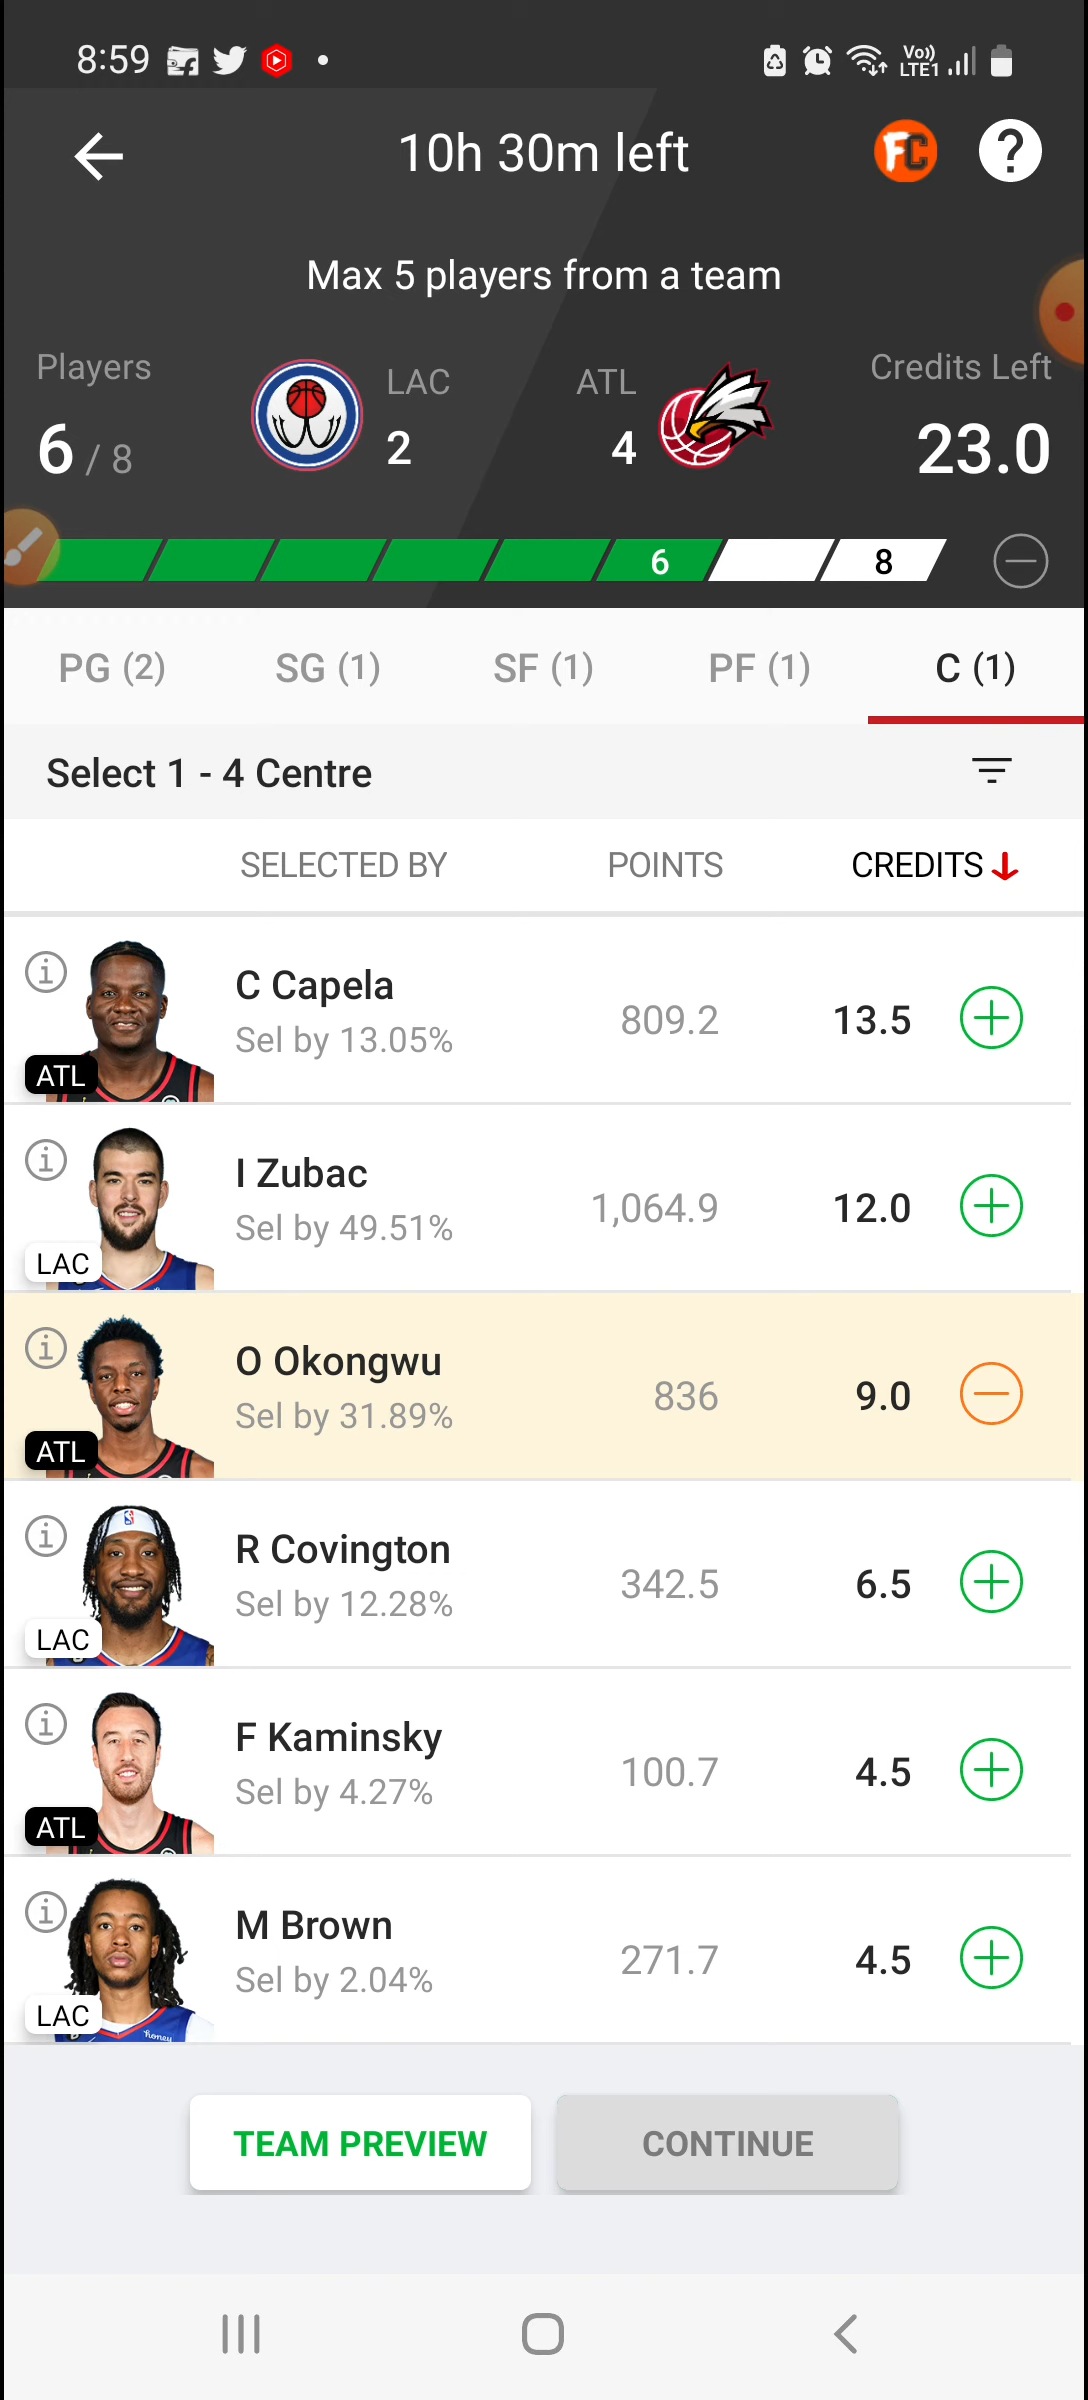 8:59
Vo)) LTE1
10h 30m left
FC
?
Max 5 players from a team
Players
LAC
ATL
Credits Left
6 / 8
2
4
23.0
6
8
PG (2)
SG (1)
SF (1)
PF (1)
C (1)
Select 1 - 4 Centre
SELECTED BY
POINTS
CREDITS
C Capela
Sel by 13.05%
809.2
13.5
ATL
I Zubac
Sel by 49.51%
1,064.9
12.0
LAC
O Okongwu
Sel by 31.89%
836
9.0
ATL
R Covington
Sel by 12.28%
342.5
6.5
LAC
F Kaminsky
Sel by 4.27%
100.7
4.5
ATL
M Brown
Sel by 2.04%
271.7
4.5
LAC
honey
TEAM PREVIEW
CONTINUE